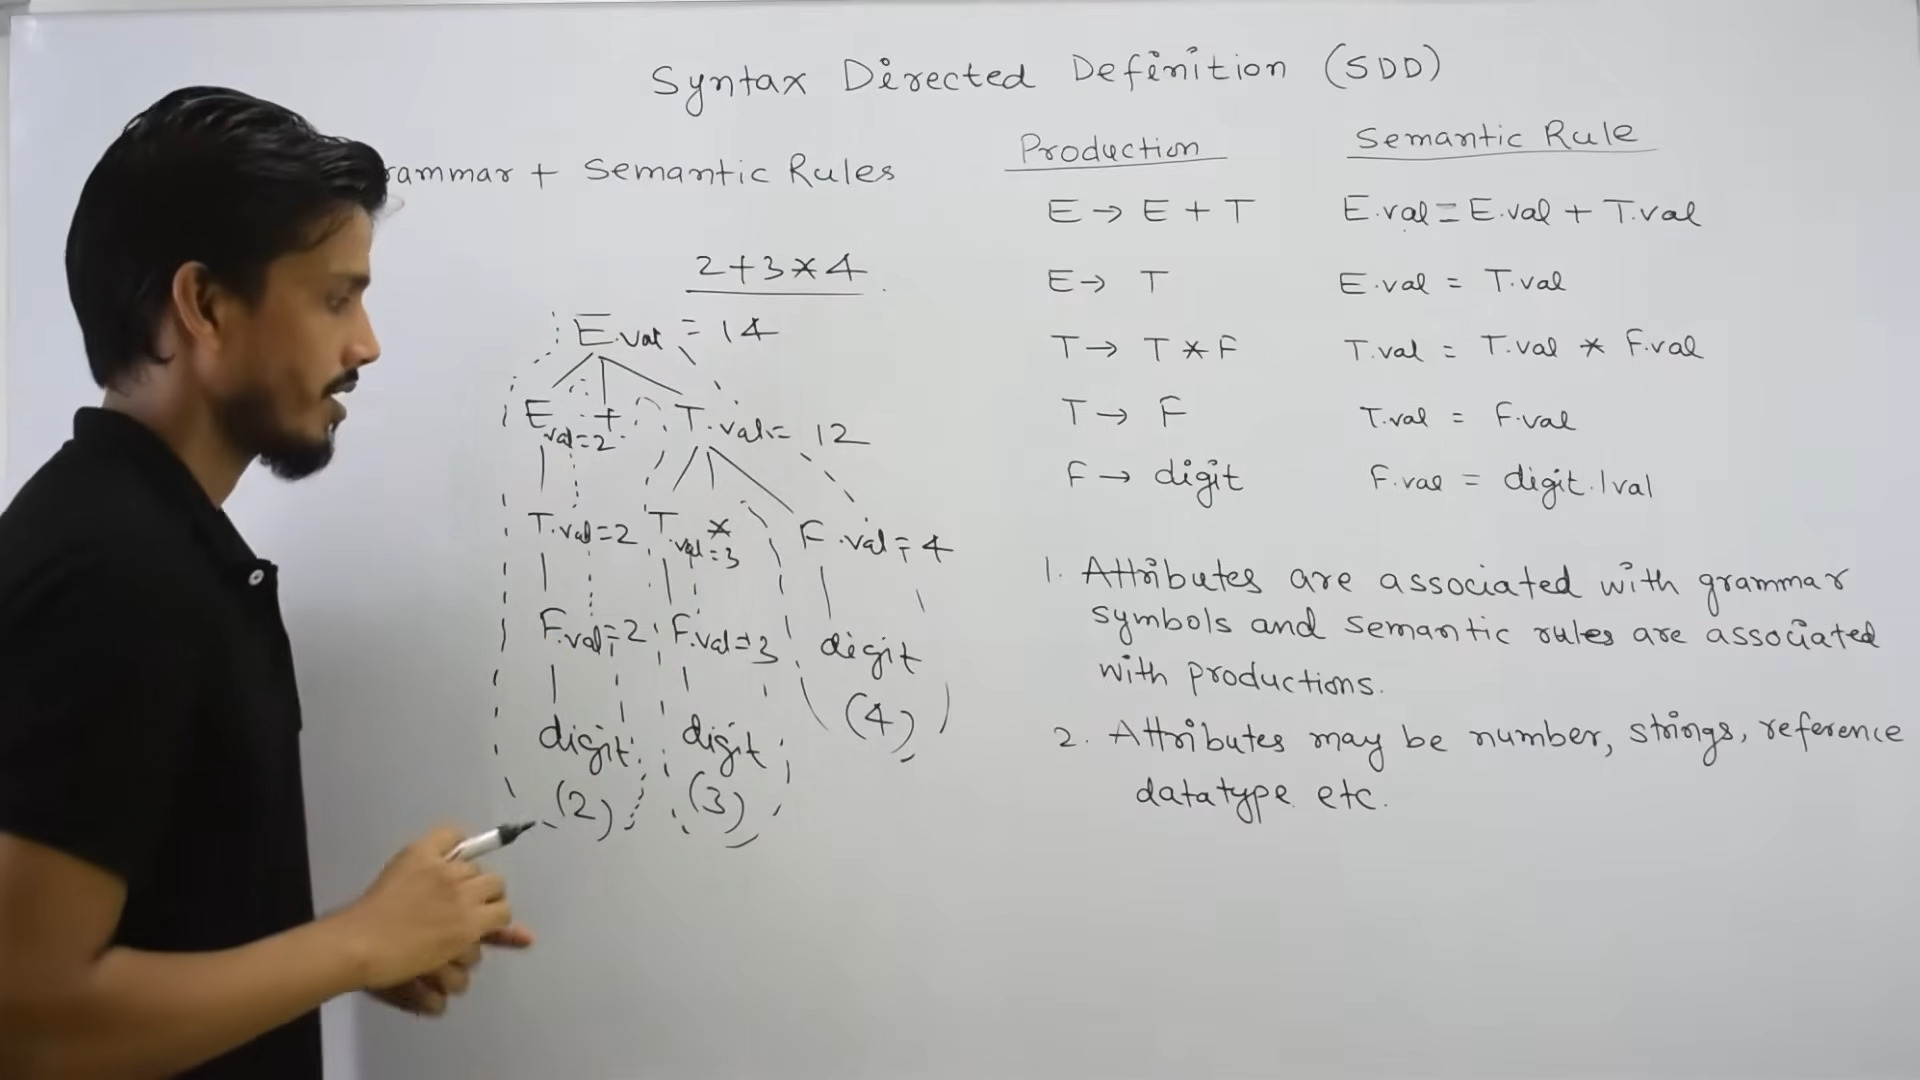 Syntax Directed Definition (SDD)
rammar + Semantic Rules
2+3*4
E.val = 14
E + T.val = 12
val=2
T.val=2 T * F.val = 4
.val=3
F.val=2 F.val=3 digit
(4)
digit digit
(2) (3)
Production Semantic Rule
E → E + T E.val = E.val + T.val
E → T E.val = T.val
T → T * F T.val = T.val * F.val
T → F T.val = F.val
F → digit F.val = digit.lval
1. Attributes are associated with grammar
symbols and semantic rules are associated
with productions.
2. Attributes may be number, strings, reference
datatype etc.